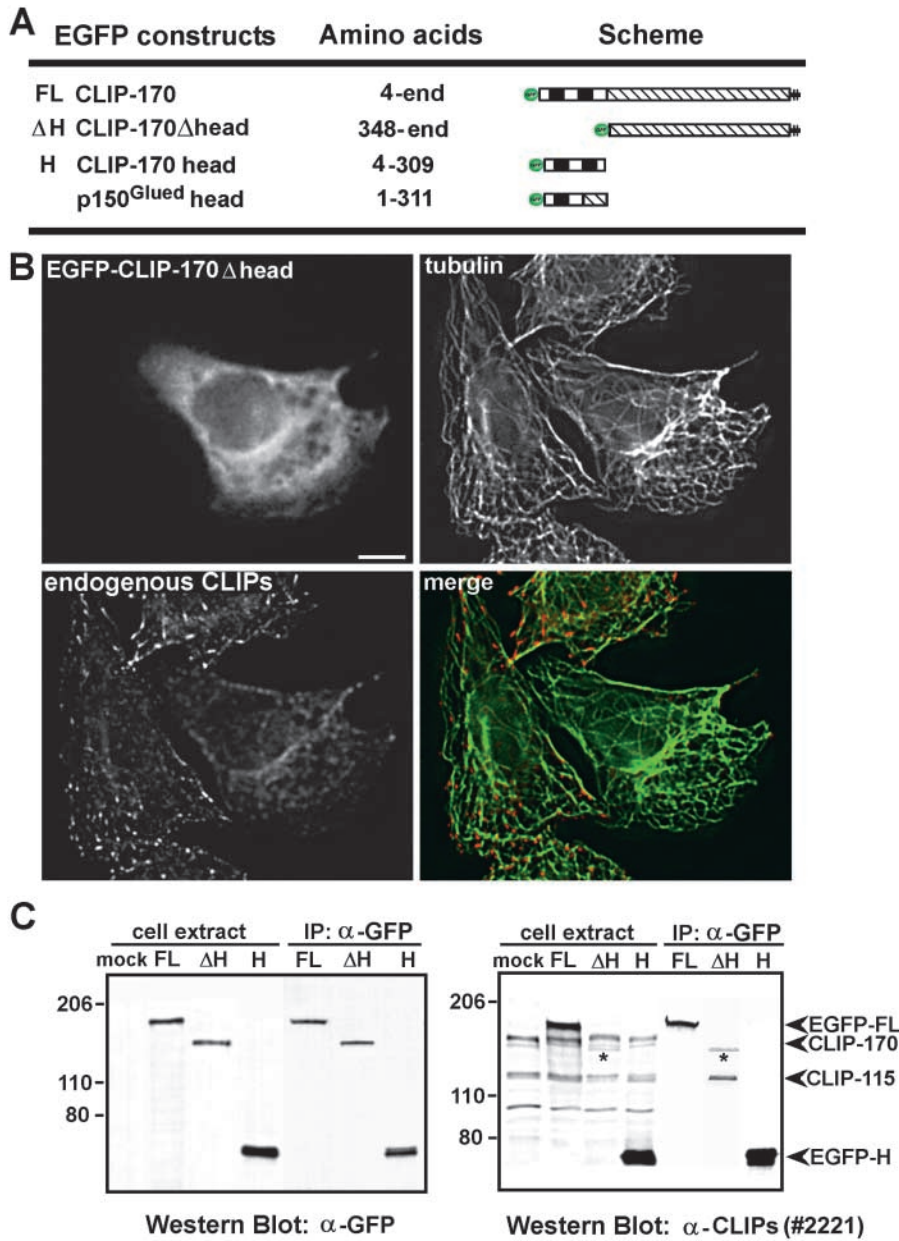 A
EGFP constructs Amino acids Scheme
FL CLIP-170 4-end
ΔH CLIP-170Δhead 348-end
H CLIP-170 head 4-309
p150Glued head 1-311
B
EGFP-CLIP-170Δhead
tubulin
endogenous CLIPs
merge
C
cell extract IP: α-GFP
mock FL ΔH H FL ΔH H
206
110
80
Western Blot: α-GFP
cell extract IP: α-GFP
mock FL ΔH H FL ΔH H
206
110
80
* *
EGFP-FL
CLIP-170
CLIP-115
EGFP-H
Western Blot: α-CLIPs (#2221)